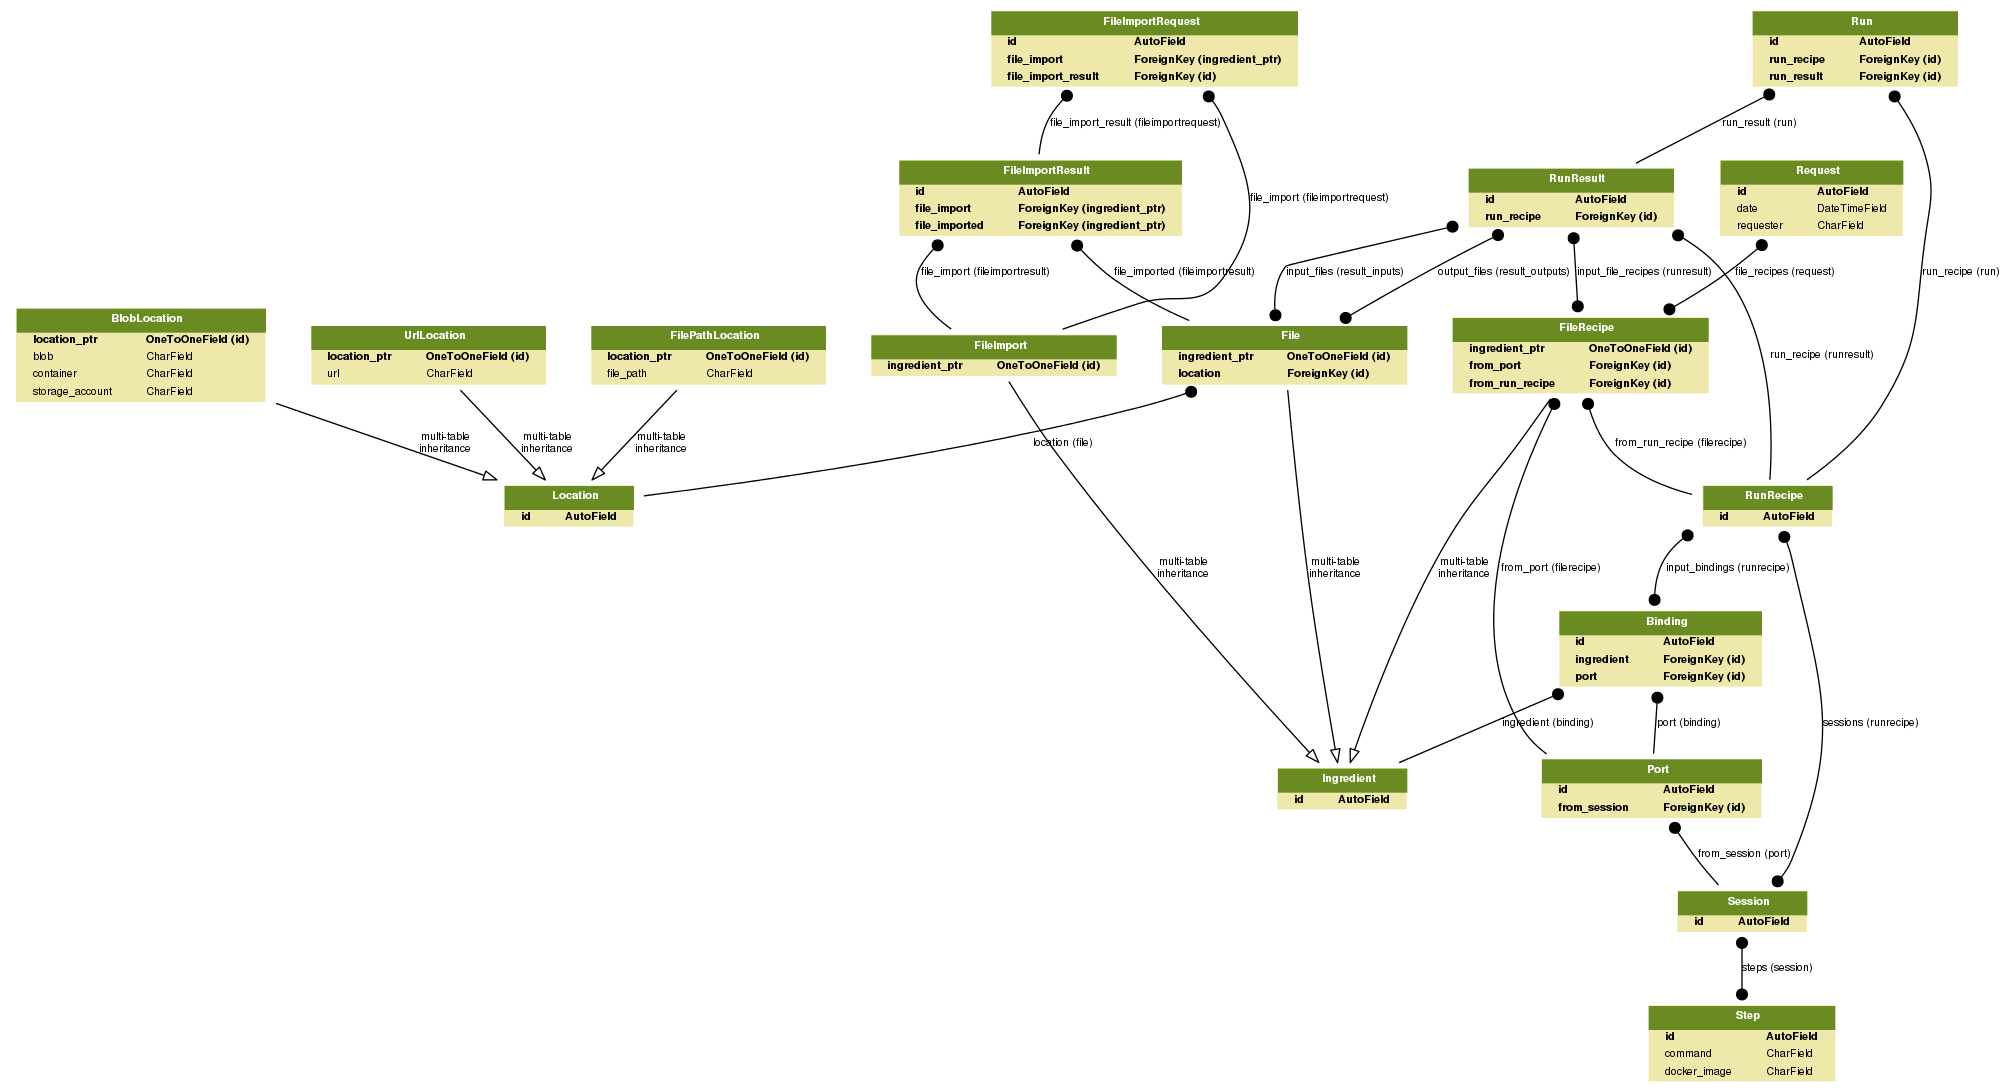 FileImportRequest
id AutoField
file_import ForeignKey (ingredient_ptr)
file_import_result ForeignKey (id)
Run
id AutoField
run_recipe ForeignKey (id)
run_result ForeignKey (id)
file_import_result (fileimportrequest)
run_result (run)
FileImportResult
id AutoField
file_import ForeignKey (ingredient_ptr)
file_imported ForeignKey (ingredient_ptr)
file_import (fileimportrequest)
RunResult
id AutoField
run_recipe ForeignKey (id)
Request
id AutoField
date DateTimeField
requester CharField
file_import (fileimportresult)
file_imported (fileimportresult)
input_files (result_inputs)
output_files (result_outputs)
input_file_recipes (runresult)
file_recipes (request)
run_recipe (run)
BlobLocation
location_ptr OneToOneField (id)
blob CharField
container CharField
storage_account CharField
UrlLocation
location_ptr OneToOneField (id)
url CharField
FilePathLocation
location_ptr OneToOneField (id)
file_path CharField
FileImport
ingredient_ptr OneToOneField (id)
File
ingredient_ptr OneToOneField (id)
location ForeignKey (id)
FileRecipe
ingredient_ptr OneToOneField (id)
from_port ForeignKey (id)
from_run_recipe ForeignKey (id)
run_recipe (runresult)
multi-table
inheritance
multi-table
inheritance
multi-table
inheritance
location (file)
from_run_recipe (filerecipe)
Location
id AutoField
RunRecipe
id AutoField
multi-table
inheritance
multi-table
inheritance
multi-table
inheritance
from_port (filerecipe)
input_bindings (runrecipe)
Binding
id AutoField
ingredient ForeignKey (id)
port ForeignKey (id)
ingredient (binding)
port (binding)
sessions (runrecipe)
Ingredient
id AutoField
Port
id AutoField
from_session ForeignKey (id)
from_session (port)
Session
id AutoField
steps (session)
Step
id AutoField
command CharField
docker_image CharField